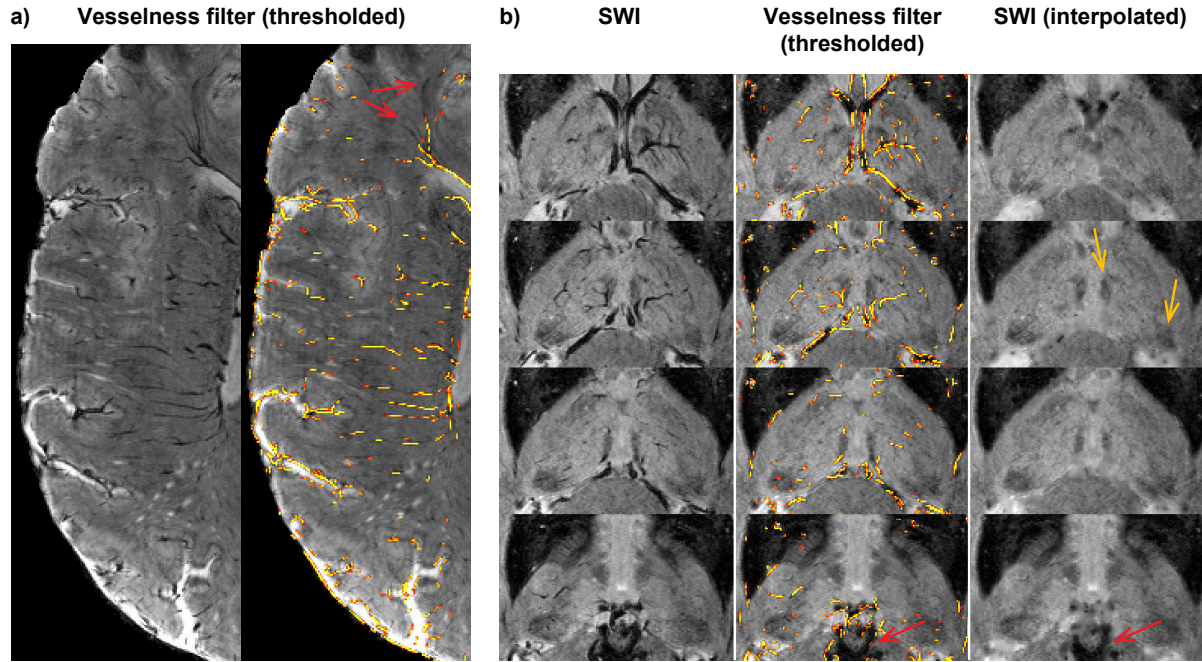 a) Vesselness filter (thresholded)
b) SWI
Vesselness filter
(thresholded)
SWI (interpolated)